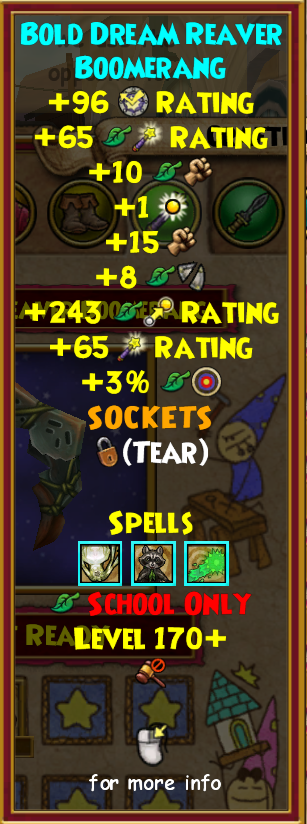 Bold Dream Reaver
Boomerang
+96 Rating
+65 Rating
+10
+1
+15
+8
+243 Rating
+65 Rating
+3%
Sockets
(Tear)
Spells
School Only
Level 170+
for more info